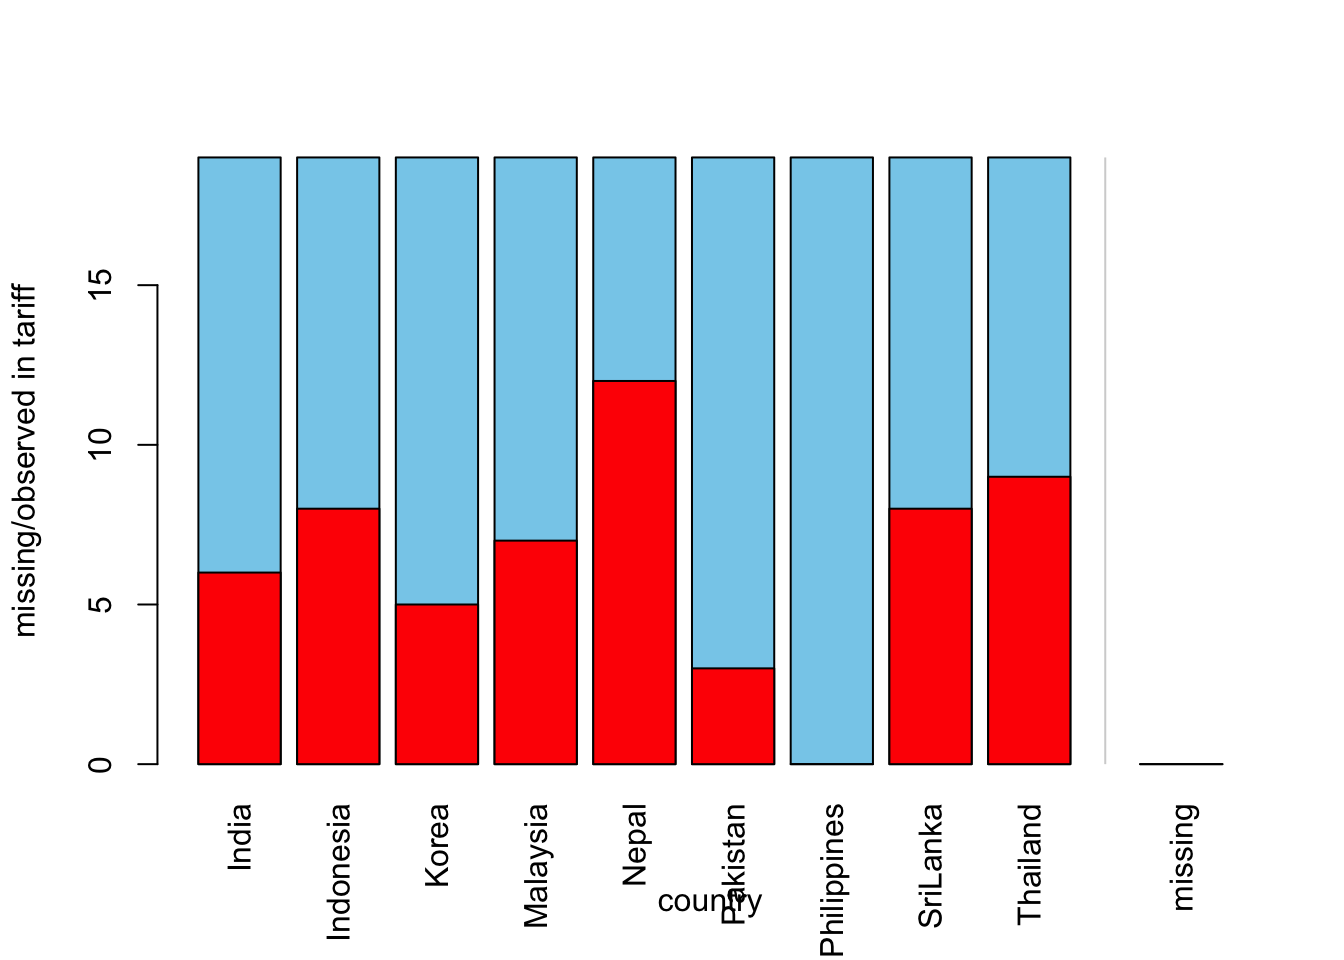 missing/observed in tariff
15
10
5
0
India
Indonesia
Korea
Malaysia
Nepal
Pakistan
Philippines
SriLanka
Thailand
missing
country